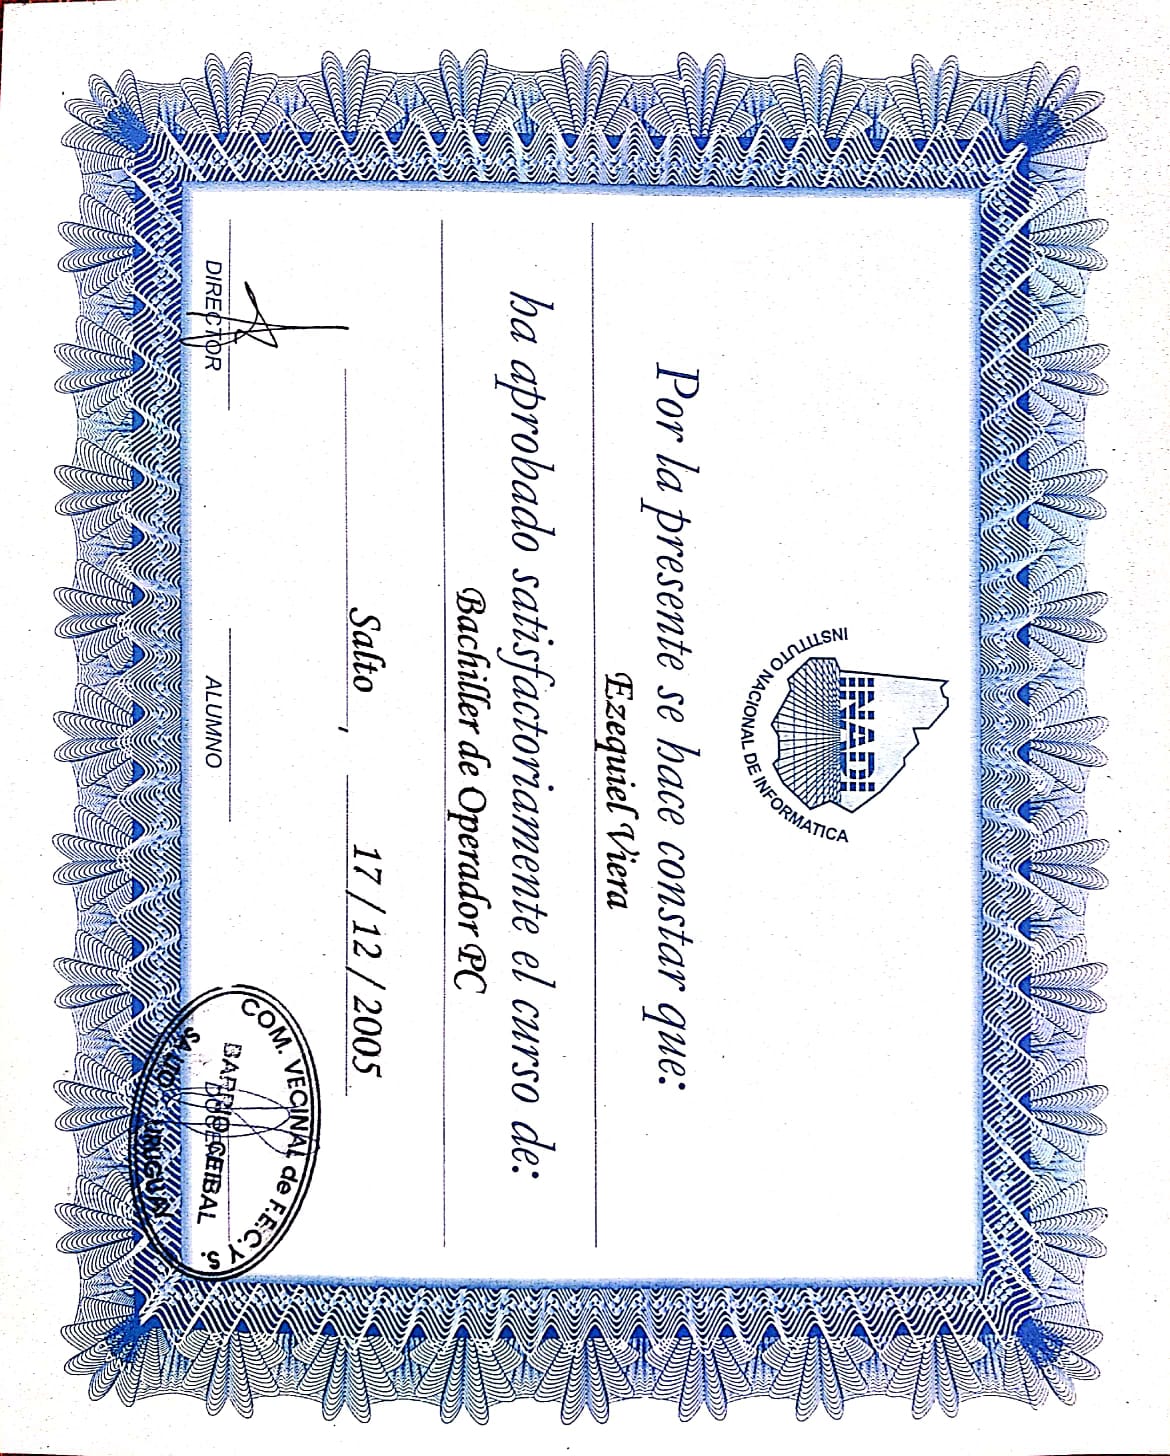 INADI
INSTITUTO NACIONAL DE INFORMATICA
Por la presente se hace constar que:
Ezequiel Viera
ha aprobado satisfactoriamente el curso de:
Bachiller de Operador PC
Salto, 17 / 12 / 2005
DIRECTOR
ALUMNO
COM. VECINAL de F.E.C.Y S.
BARRIO CEIBAL
SALTO URUGUAY